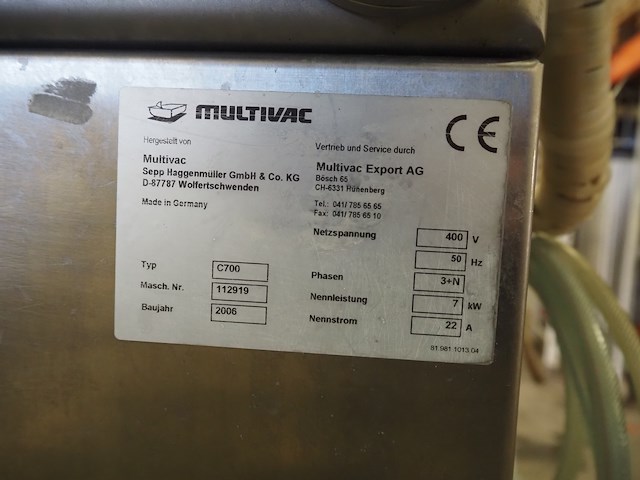 MULTIVAC
CE
Hergestellt von
Multivac
Sepp Haggenmüller GmbH & Co. KG
D-87787 Wolfertschwenden
Made in Germany
Vertrieb und Service durch
Multivac Export AG
Bösch 65
CH-6331 Hünenberg
Tel.: 041/ 785 65 65
Fax: 041/ 785 65 10
Netzspannung 400 V
50 Hz
Typ C700
Phasen 3+N
Masch. Nr. 112919
Nennleistung 7 kW
Baujahr 2006
Nennstrom 22 A
81.981.1013.04